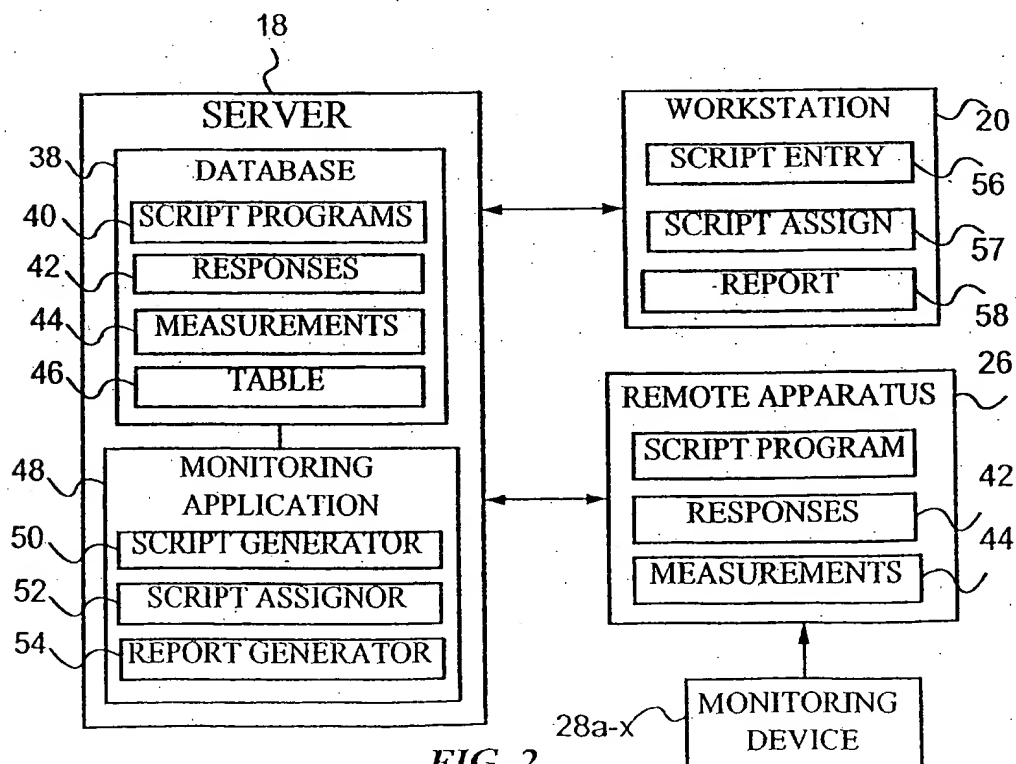 18
SERVER
38
DATABASE
40
SCRIPT PROGRAMS
42
RESPONSES
44
MEASUREMENTS
46
TABLE
48
MONITORING
APPLICATION
50
SCRIPT GENERATOR
52
SCRIPT ASSIGNOR
54
REPORT GENERATOR
WORKSTATION
20
SCRIPT ENTRY
56
SCRIPT ASSIGN
57
REPORT
58
26
REMOTE APPARATUS
SCRIPT PROGRAM
42
RESPONSES
44
MEASUREMENTS
28a-x
MONITORING
DEVICE
FIG. 2